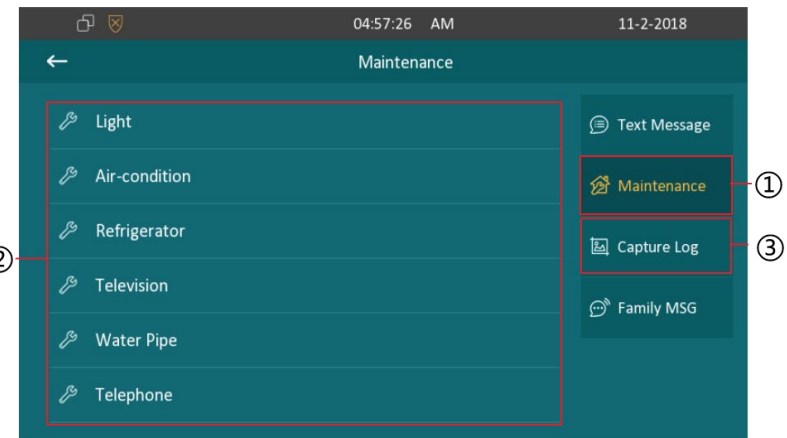 04:57:26 AM 11-2-2018
Maintenance
Light
Air-condition
Refrigerator
Television
Water Pipe
Telephone
Text Message
Maintenance
Capture Log
Family MSG
①
②
③